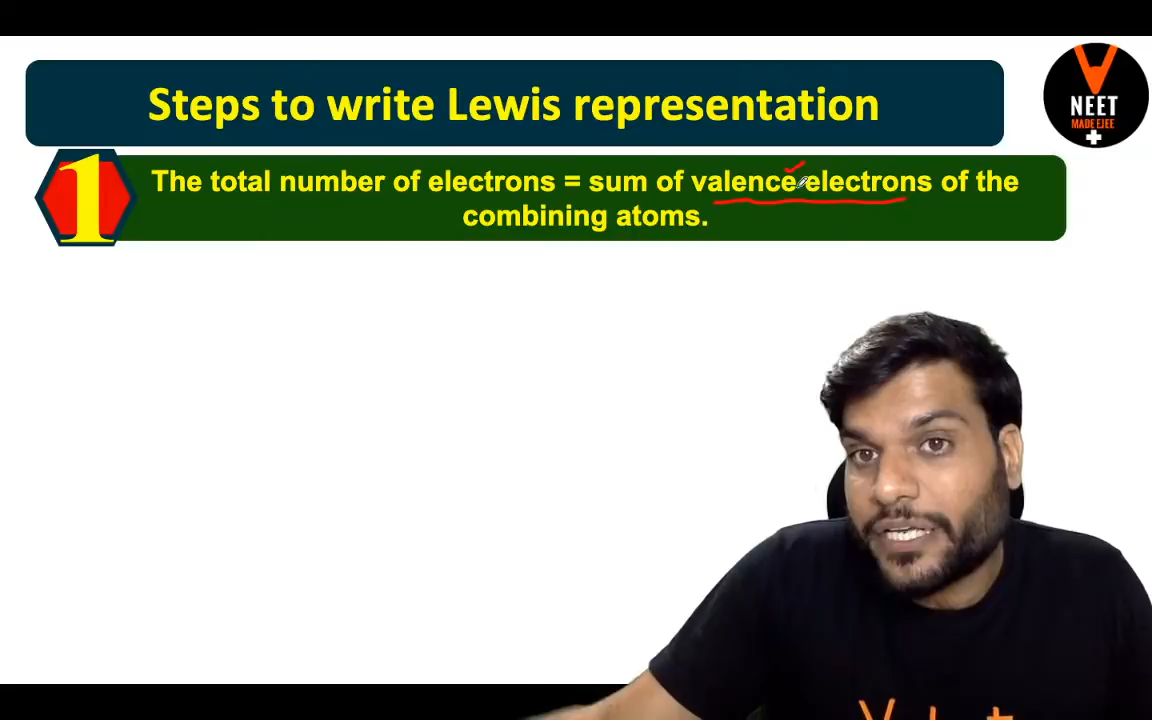 Steps to write Lewis representation
NEET
MADE EJEE
1
The total number of electrons = sum of valence electrons of the
combining atoms.